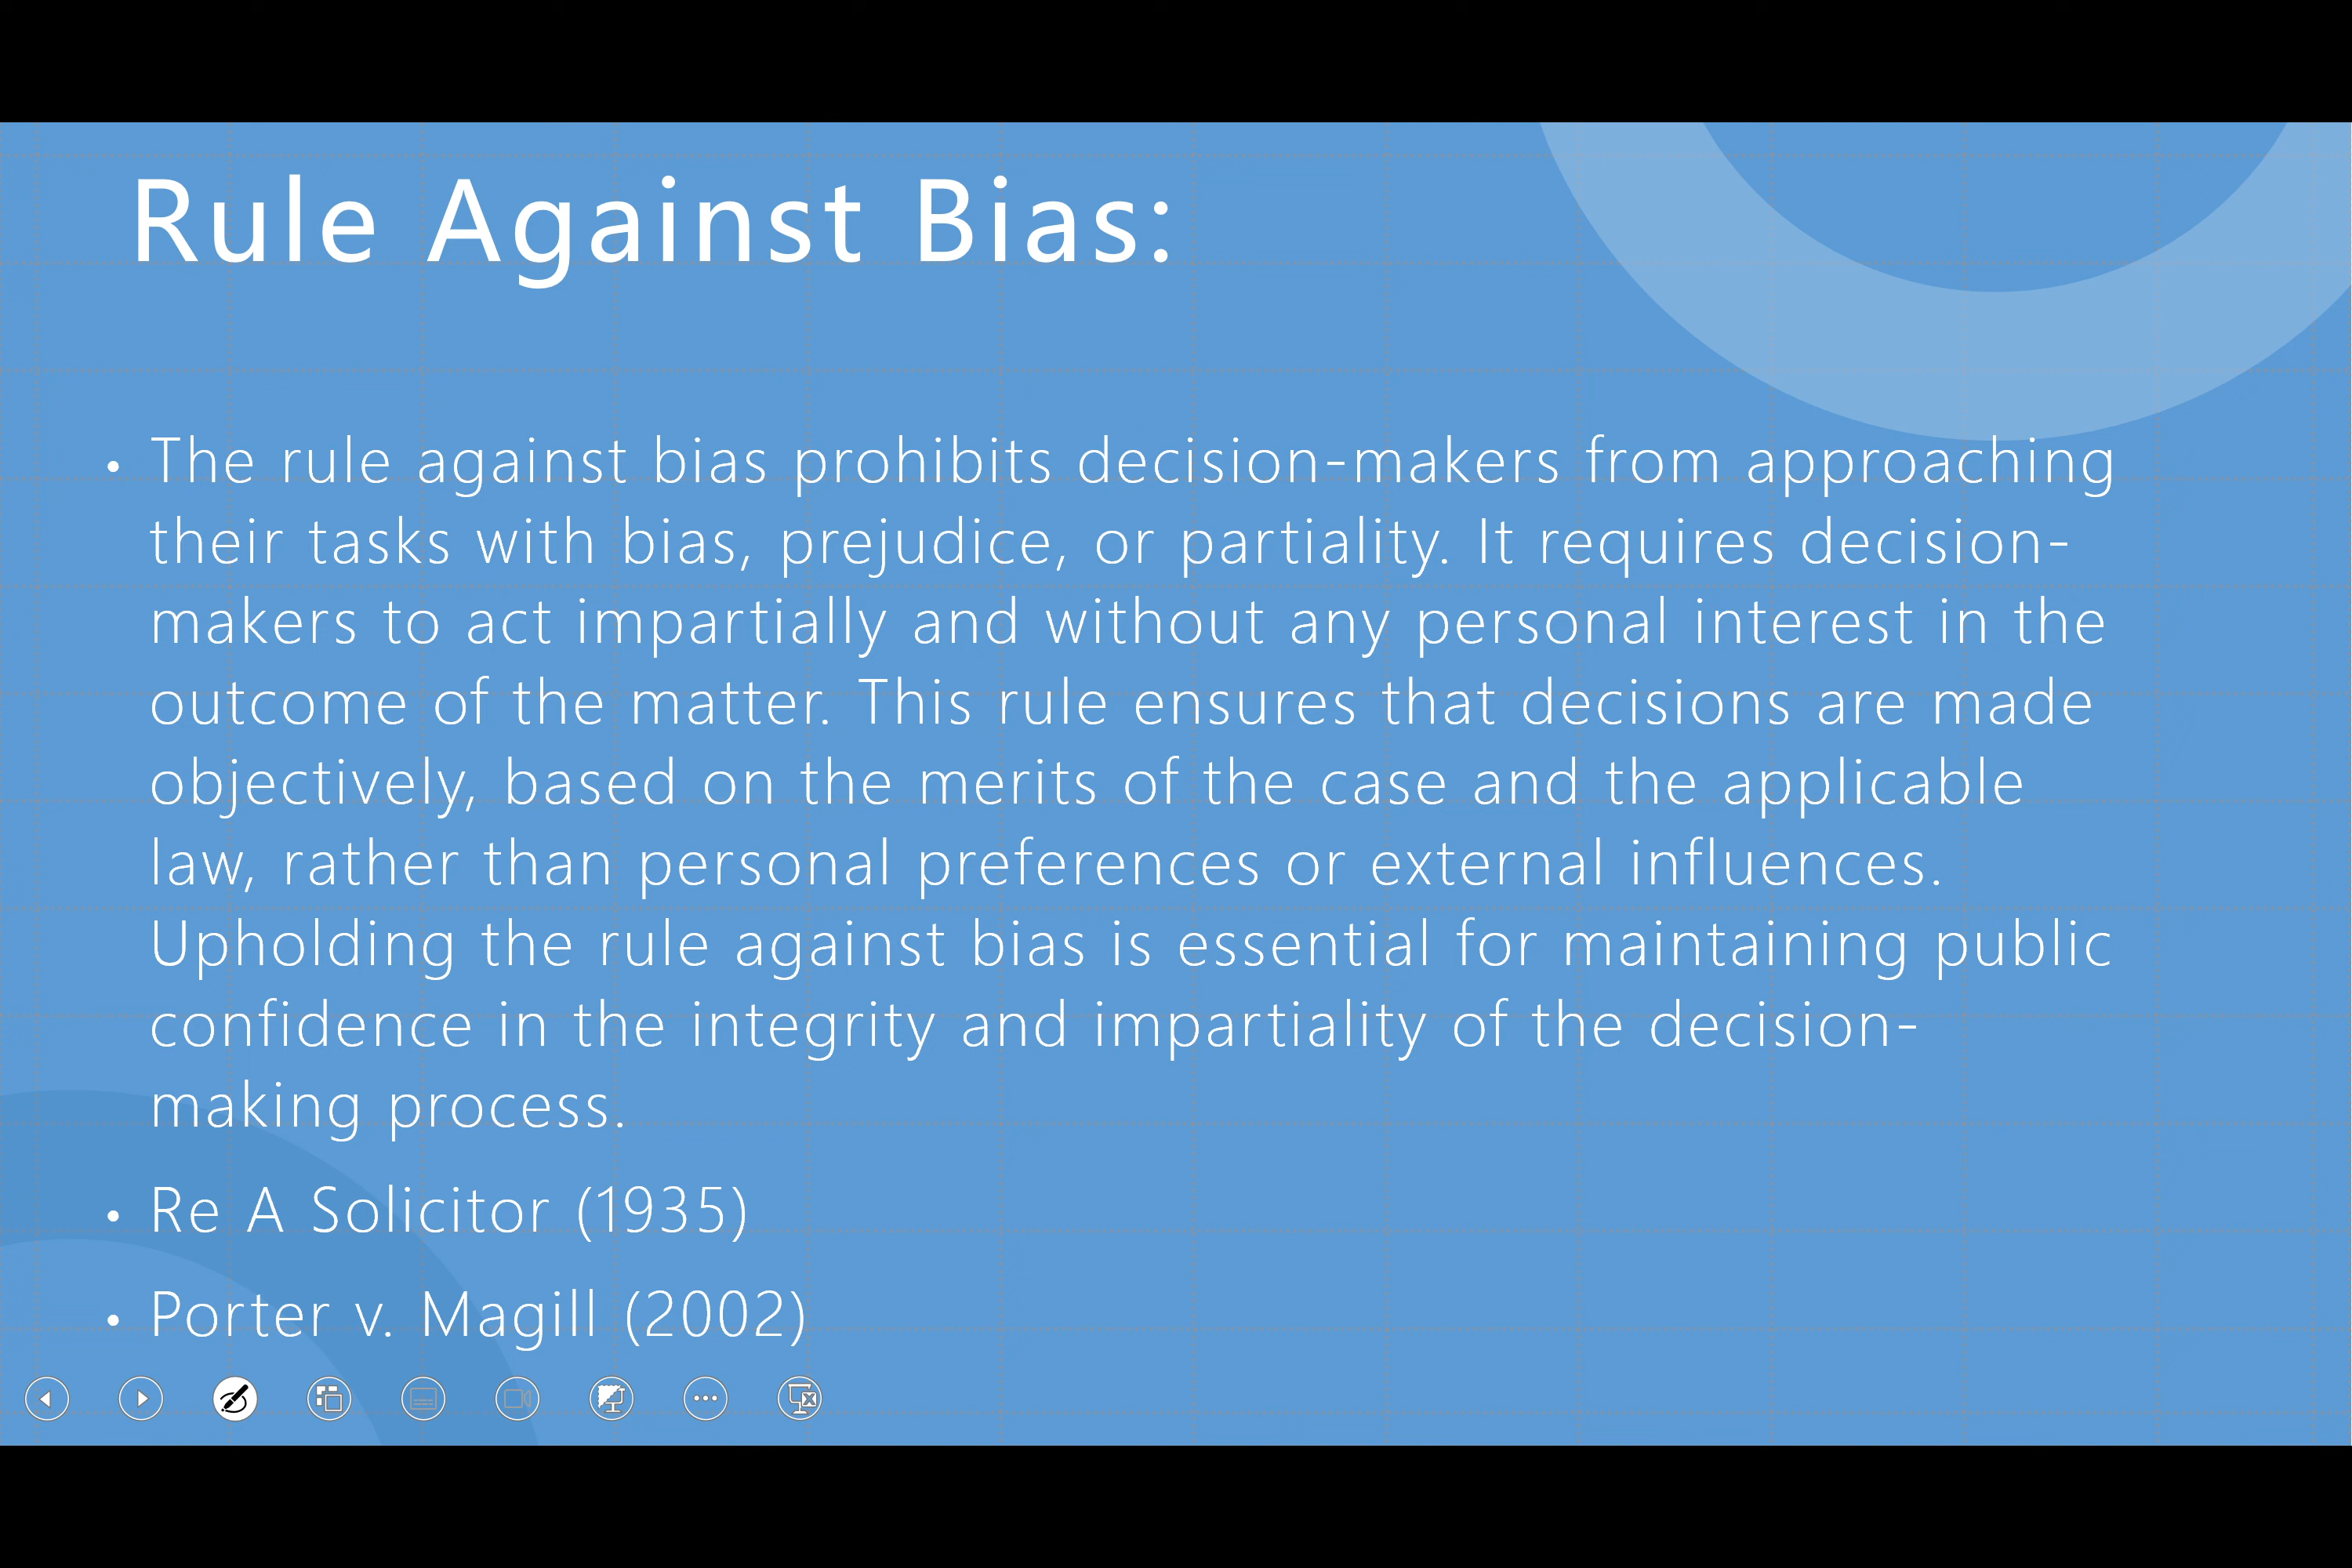 Rule Against Bias:
• The rule against bias prohibits decision-makers from approaching
their tasks with bias, prejudice, or partiality. It requires decision-
makers to act impartially and without any personal interest in the
outcome of the matter. This rule ensures that decisions are made
objectively, based on the merits of the case and the applicable
law, rather than personal preferences or external influences.
Upholding the rule against bias is essential for maintaining public
confidence in the integrity and impartiality of the decision-
making process.
• Re A Solicitor (1935)
• Porter v. Magill (2002)